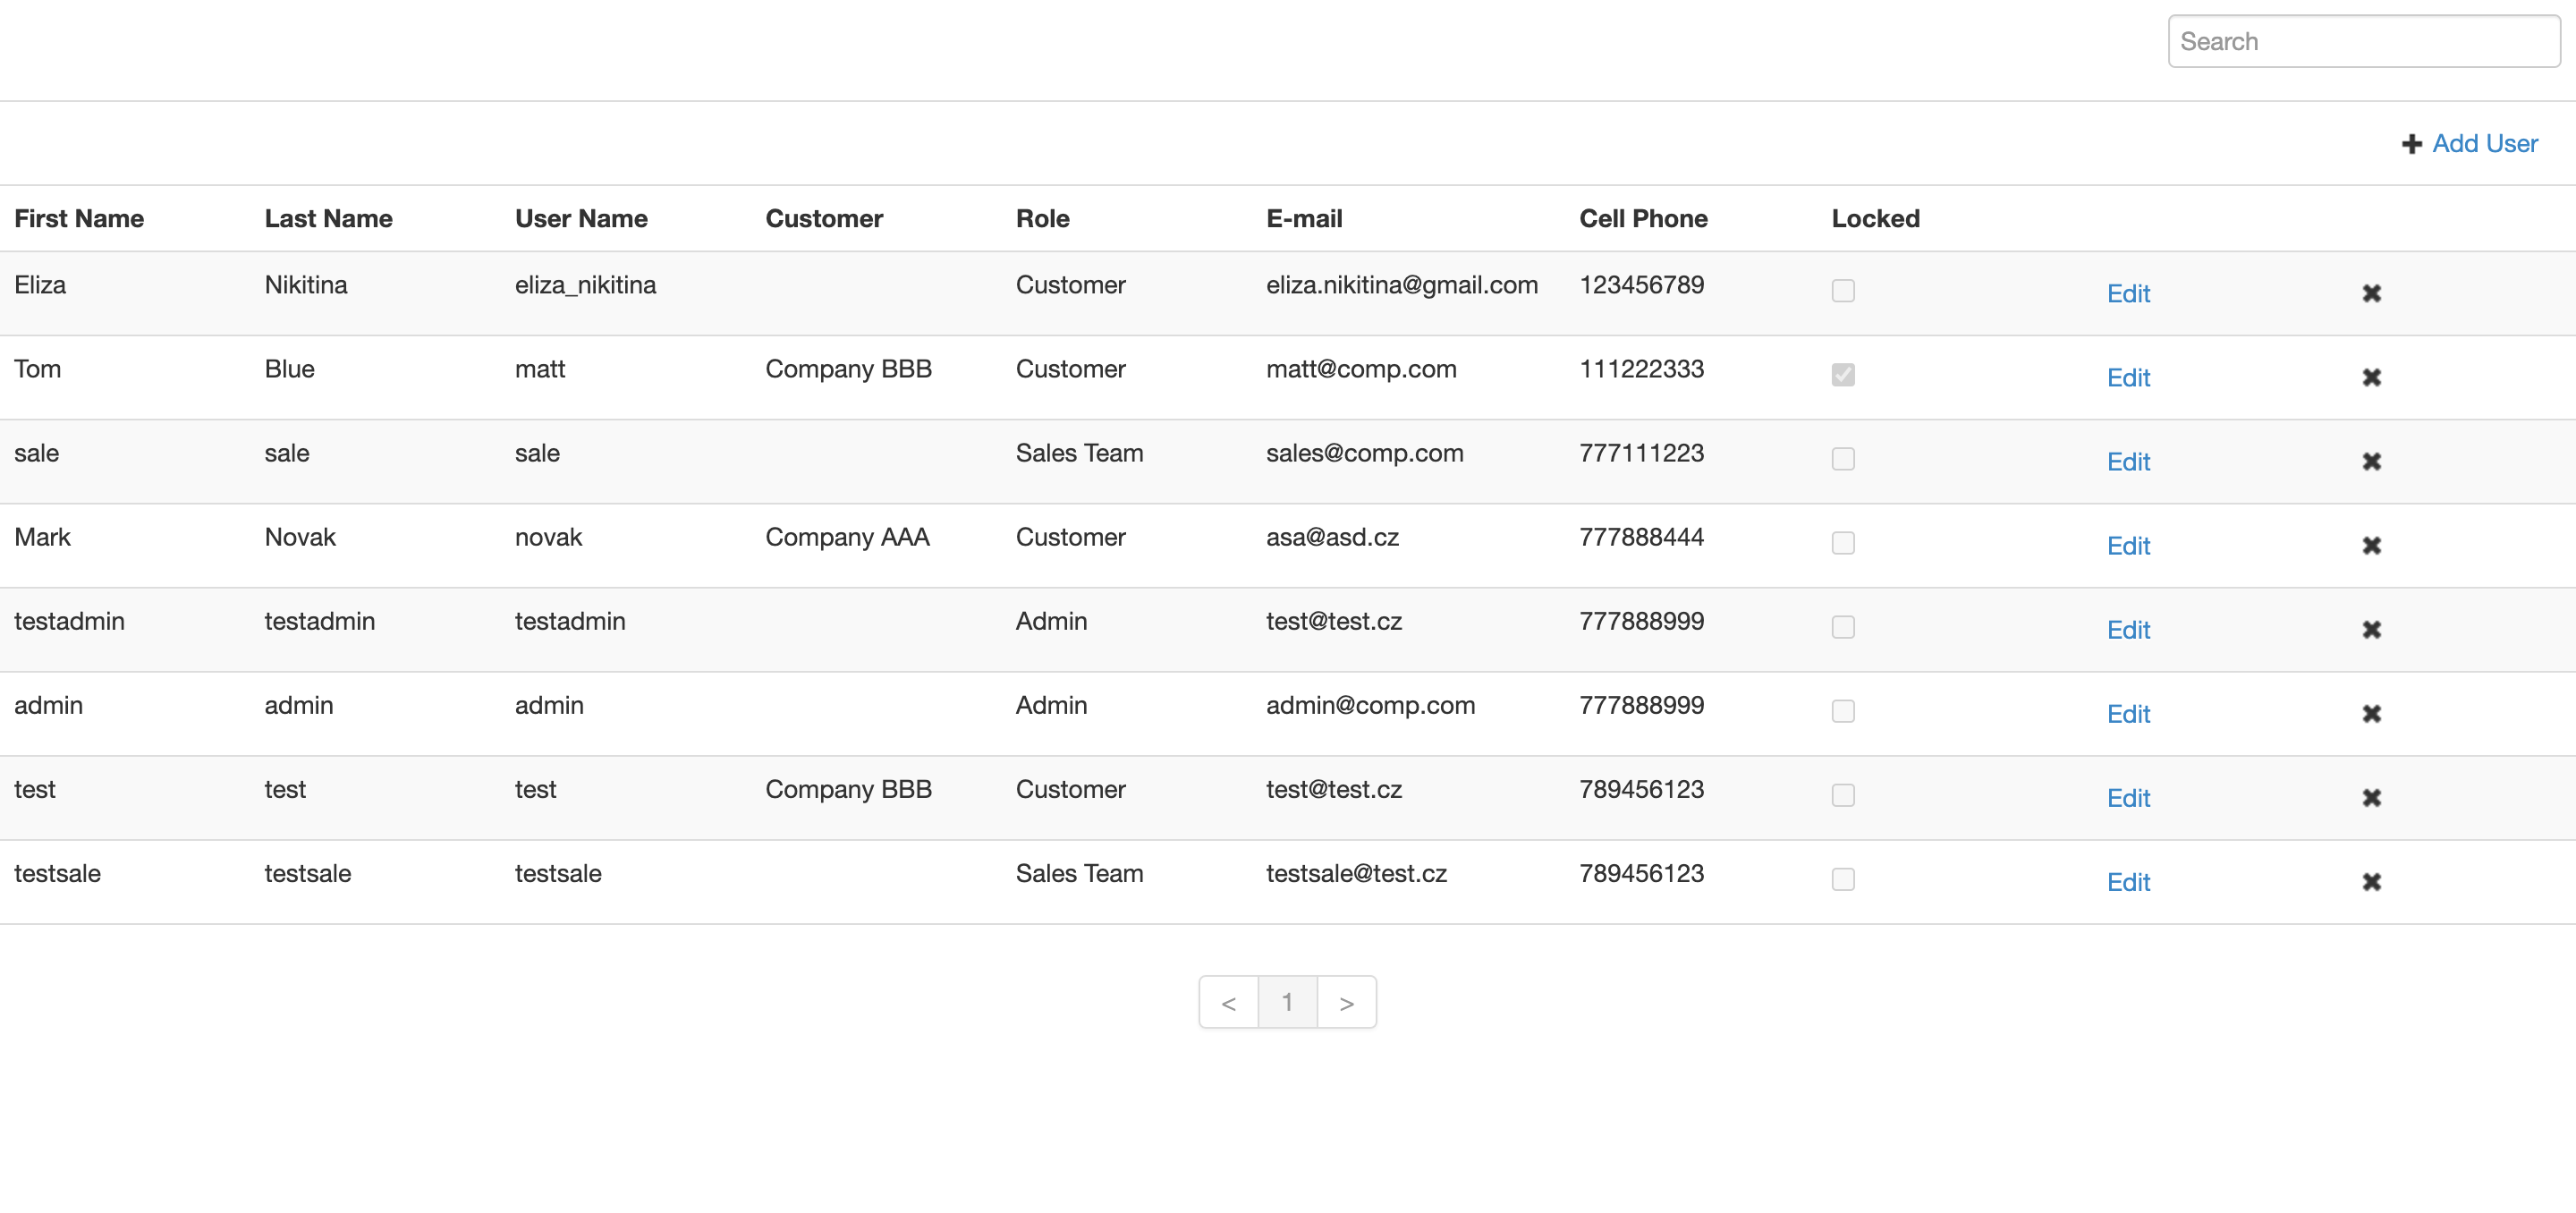 Search
Add User
First Name Last Name User Name Customer Role E-mail Cell Phone Locked
Eliza Nikitina eliza_nikitina Customer eliza.nikitina@gmail.com 123456789 Edit
Tom Blue matt Company BBB Customer matt@comp.com 111222333 Edit
sale sale sale Sales Team sales@comp.com 777111223 Edit
Mark Novak novak Company AAA Customer asa@asd.cz 777888444 Edit
testadmin testadmin testadmin Admin test@test.cz 777888999 Edit
admin admin admin Admin admin@comp.com 777888999 Edit
test test test Company BBB Customer test@test.cz 789456123 Edit
testsale testsale testsale Sales Team testsale@test.cz 789456123 Edit
< 1 >